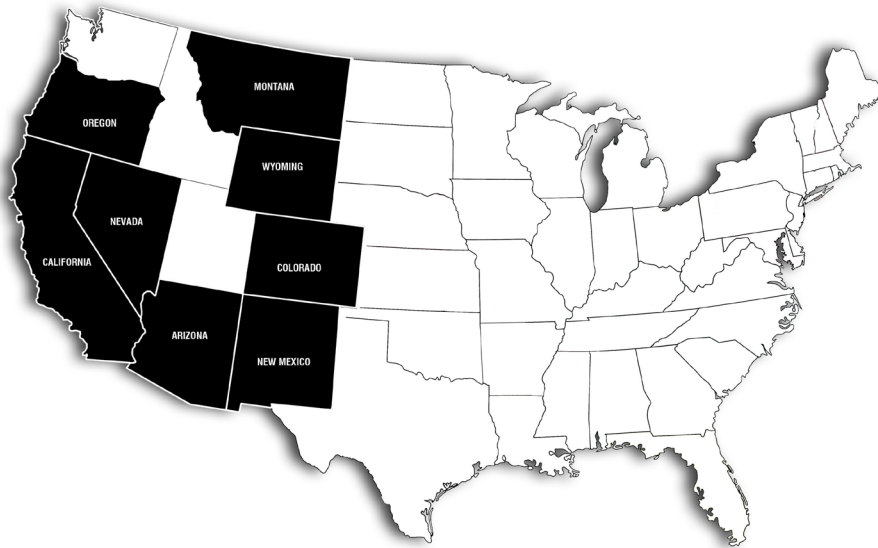 MONTANA
OREGON
WYOMING
NEVADA
CALIFORNIA
COLORADO
ARIZONA
NEW MEXICO